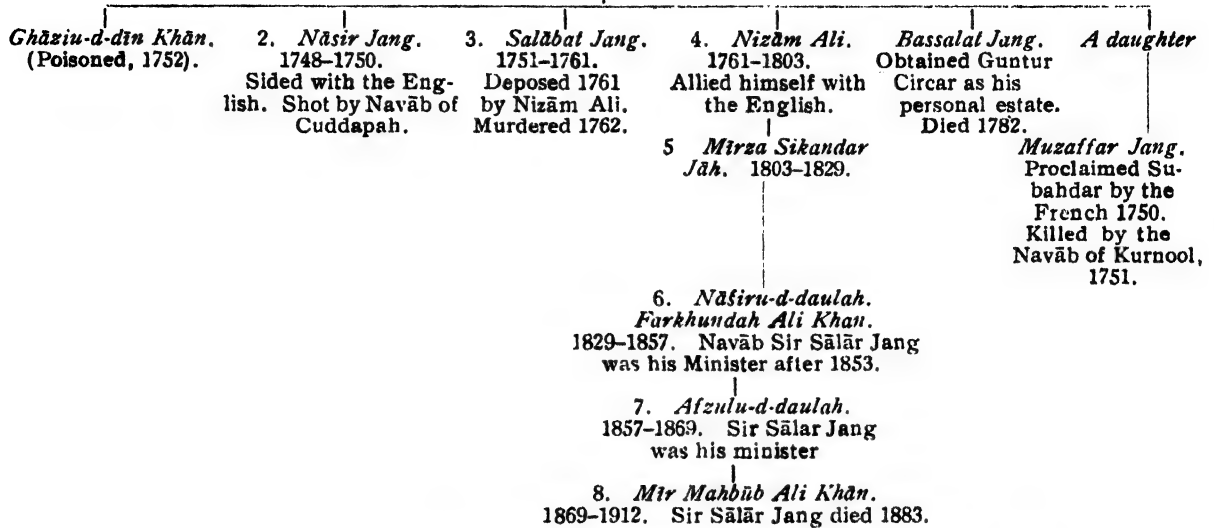 Ghāziu-d-dīn Khān.
(Poisoned, 1752).
2. Nāsir Jang.
1748–1750.
Sided with the Eng-
lish. Shot by Navāb of
Cuddapah.
3. Salābat Jang.
1751–1761.
Deposed 1761
by Nizām Ali.
Murdered 1762.
4. Nizām Ali.
1761–1803.
Allied himself with
the English.
Bassalat Jang.
Obtained Guntur
Circar as his
personal estate.
Died 1782.
A daughter
5 Mīrza Sikandar
Jāh. 1803–1829.
Muzaffar Jang.
Proclaimed Su-
bahdar by the
French 1750.
Killed by the
Navāb of Kurnool,
1751.
6. Nāṡiru-d-daulah.
Farkhundah Ali Khan.
1829–1857. Navāb Sir Sālār Jang
was his Minister after 1853.
7. Afzulu-d-daulah.
1857–1869. Sir Sālar Jang
was his minister
8. Mīr Mahbūb Ali Khān.
1869–1912. Sir Sālār Jang died 1883.